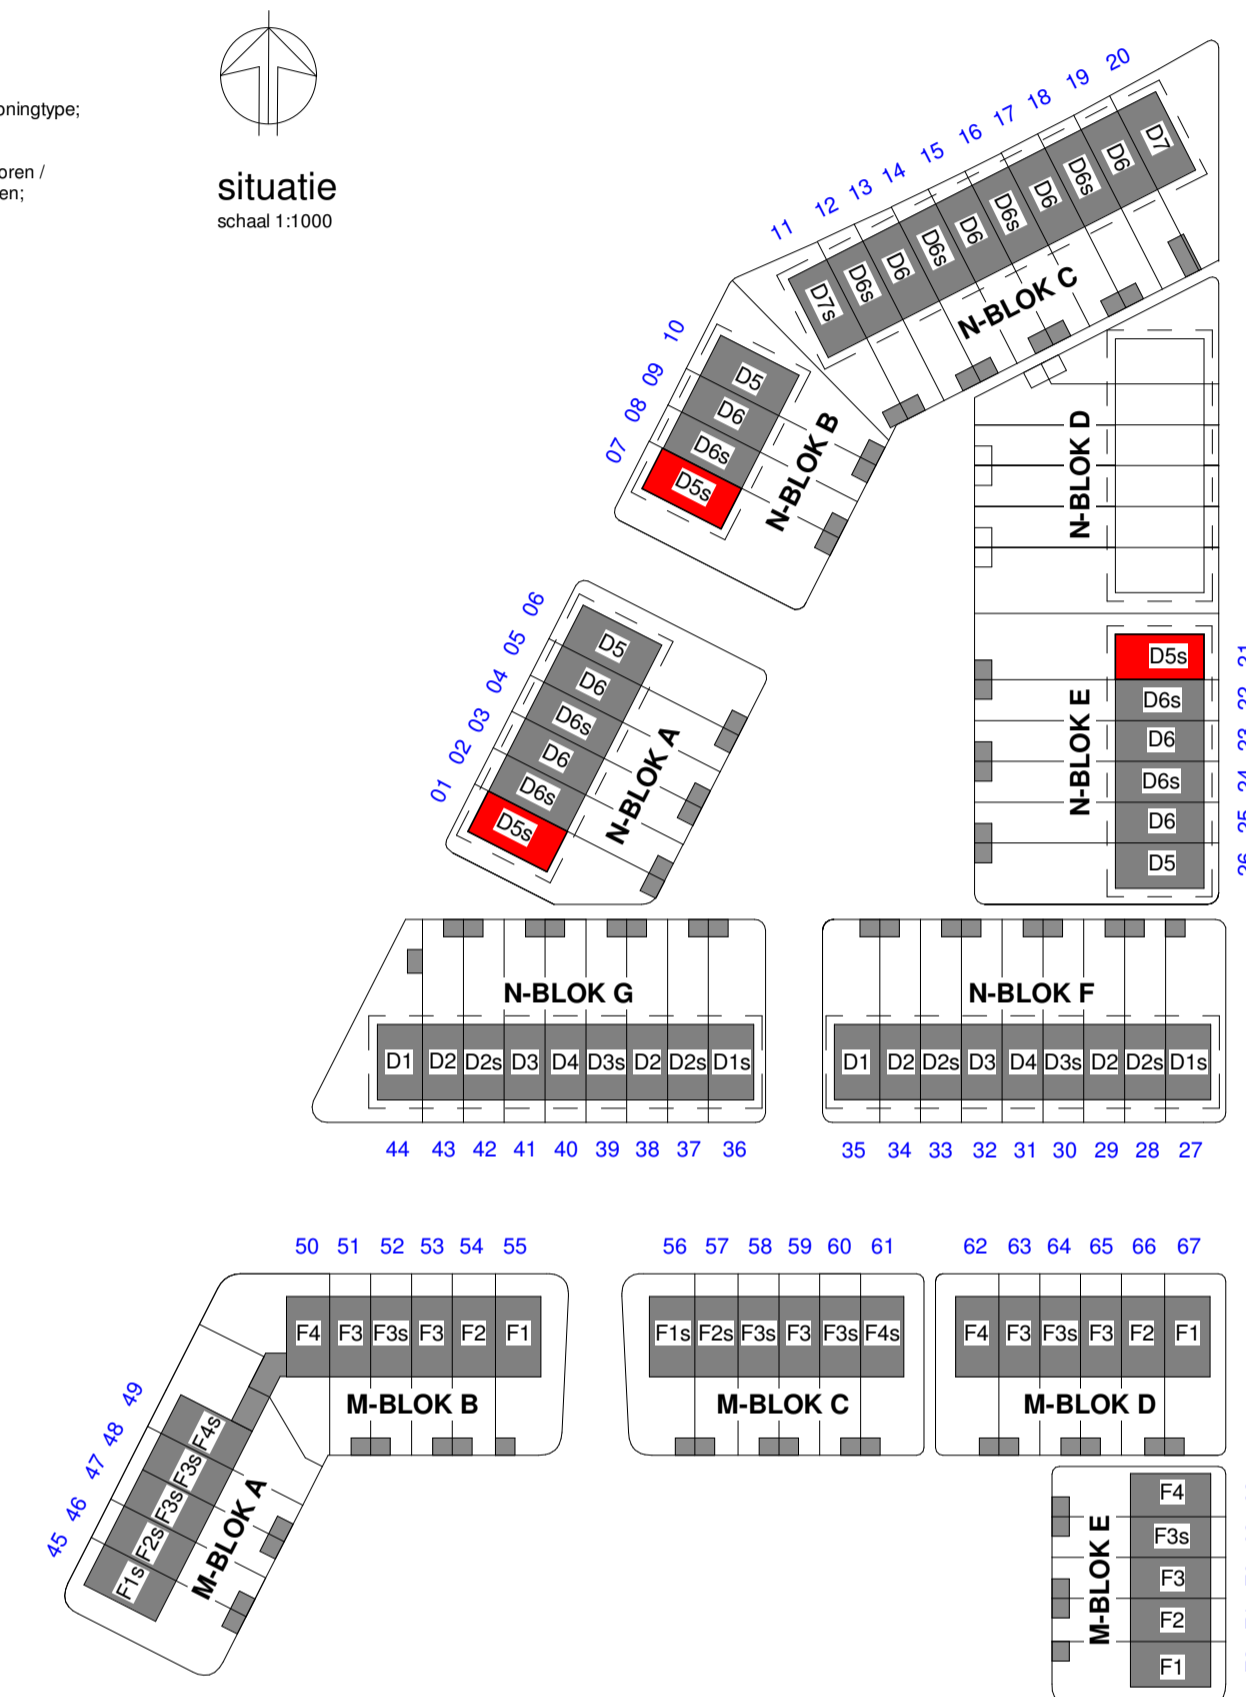 oningtype;
oren /
en;
situatie
schaal 1:1000
11 12 13 14 15 16 17 18 19 20
D7s D6s D6 D6s D6 D6s D6 D6s D6 D7
N-BLOK C
07 08 09 10
D5
D6
D6s
D5s
N-BLOK B
N-BLOK D
01 02 03 04 05 06
D5
D6
D6s
D6
D6s
D5s
N-BLOK A
D5s 21
D6s 22
D6 23
D6s 24
D6 25
D5 26
N-BLOK E
N-BLOK G
D1 D2 D2s D3 D4 D3s D2 D2s D1s
44 43 42 41 40 39 38 37 36
N-BLOK F
D1 D2 D2s D3 D4 D3s D2 D2s D1s
35 34 33 32 31 30 29 28 27
50 51 52 53 54 55
F4 F3 F3s F3 F2 F1
M-BLOK B
56 57 58 59 60 61
F1s F2s F3s F3 F3s F4s
M-BLOK C
62 63 64 65 66 67
F4 F3 F3s F3 F2 F1
M-BLOK D
45 46 47 48 49
F1s F2s F3s F3s F4s
M-BLOK A
F4
F3s
F3
F2
F1
M-BLOK E